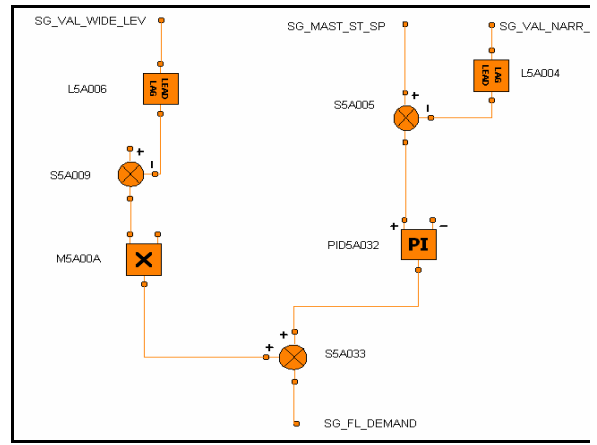 SG_VAL_WIDE_LEV
SG_MAST_ST_SP
SG_VAL_NARR_
L5A006
LEAD
LAG
S5A005
LAG
LEAD
L5A004
+
−
+
−
S5A009
M5A00A
X
+
−
PID5A032
PI
+
+
S5A033
SG_FL_DEMAND